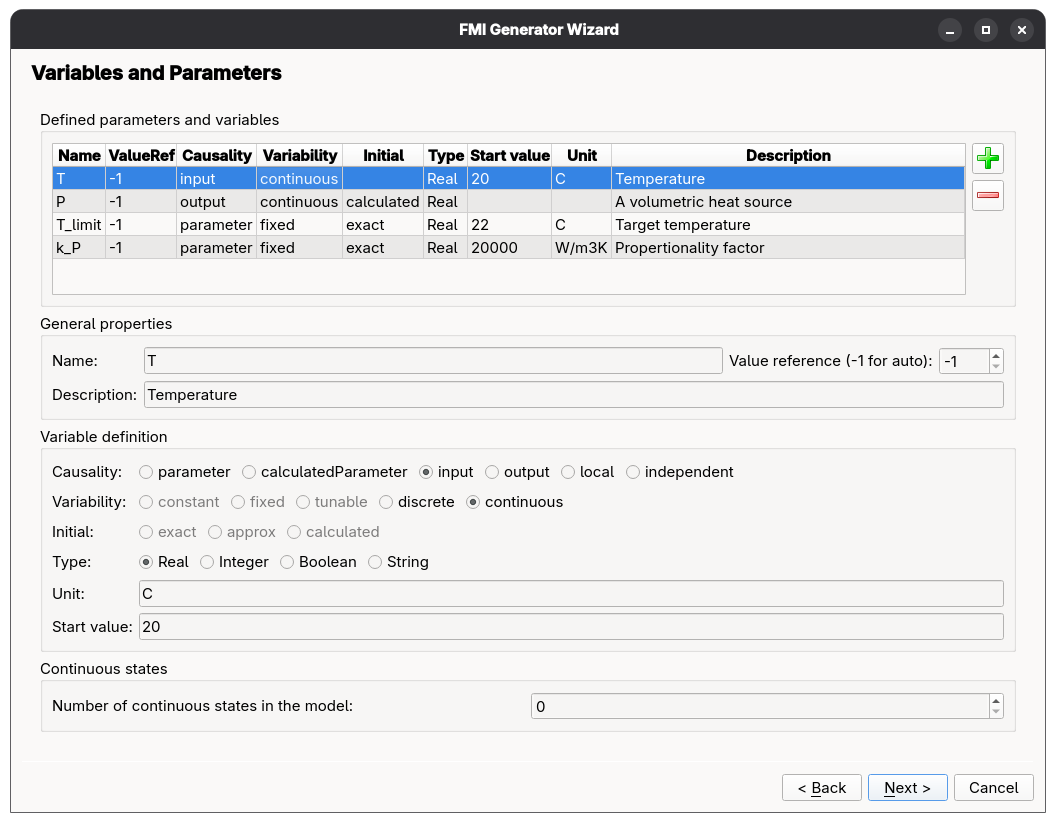 FMI Generator Wizard
Variables and Parameters
Defined parameters and variables
Name ValueRef Causality Variability Initial Type Start value Unit Description
T -1 input continuous Real 20 C Temperature
P -1 output continuous calculated Real A volumetric heat source
T_limit -1 parameter fixed exact Real 22 C Target temperature
k_P -1 parameter fixed exact Real 20000 W/m3K Propertionality factor
General properties
Name: T Value reference (-1 for auto): -1
Description: Temperature
Variable definition
Causality: parameter calculatedParameter input output local independent
Variability: constant fixed tunable discrete continuous
Initial: exact approx calculated
Type: Real Integer Boolean String
Unit: C
Start value: 20
Continuous states
Number of continuous states in the model: 0
< Back Next > Cancel